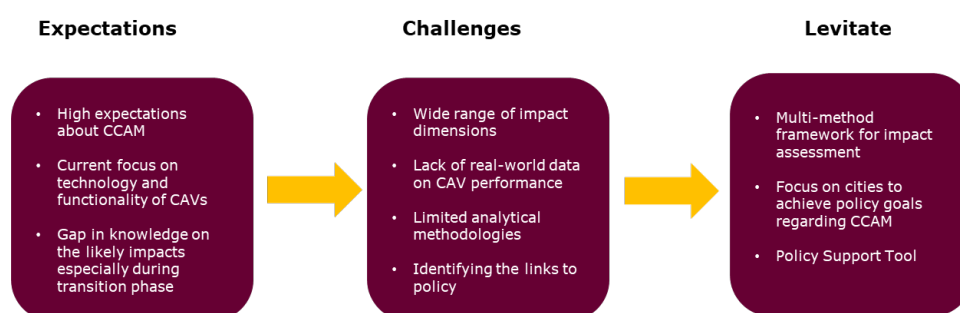 Expectations
• High expectations
about CCAM
• Current focus on
technology and
functionality of CAVs
• Gap in knowledge on
the likely impacts
especially during
transition phase
Challenges
• Wide range of impact
dimensions
• Lack of real-world data
on CAV performance
• Limited analytical
methodologies
• Identifying the links to
policy
Levitate
• Multi-method
framework for impact
assessment
• Focus on cities to
achieve policy goals
regarding CCAM
• Policy Support Tool